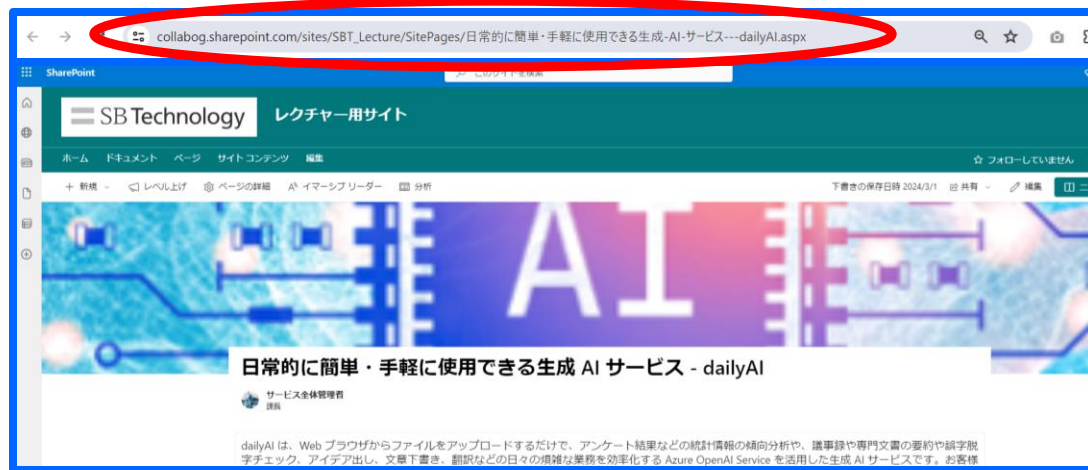 collabog.sharepoint.com/sites/SBT_Lecture/SitePages/日常的に簡単・手軽に使用できる生成-AI-サービス---dailyAI.aspx
SharePoint
このサイトを検索
SB Technology
レクチャー用サイト
ホーム ドキュメント ページ サイト コンテンツ 編集
フォローしていません
+ 新規 レベル上げ ページの詳細 イマーシブ リーダー 分析
下書きの保存日時 2024/3/1 共有 編集
AI
日常的に簡単・手軽に使用できる生成 AI サービス - dailyAI
サービス全体管理者
課長
dailyAI は、Web ブラウザからファイルをアップロードするだけで、アンケート結果などの統計情報の傾向分析や、議事録や専門文書の要約や誤字脱
字チェック、アイデア出し、文章下書き、翻訳などの日々の煩雑な業務を効率化する Azure OpenAI Service を活用した生成 AI サービスです。お客様